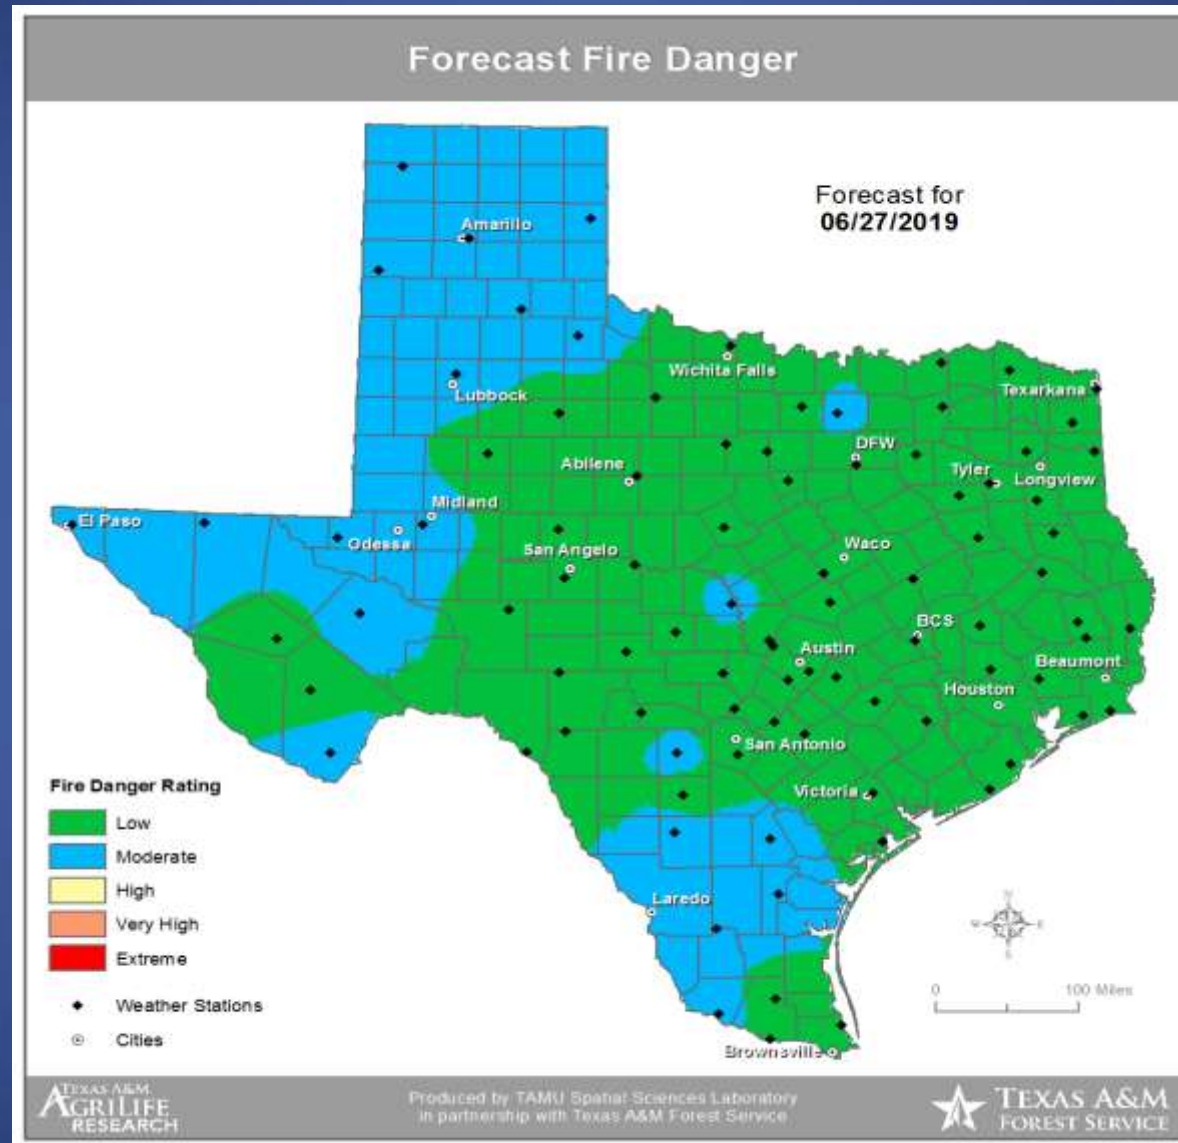 Forecast Fire Danger
Forecast for
06/27/2019
Amarillo
Wichita Falls
Texarkana
Lubbock
DFW
Abilene
Tyler
Longview
Midland
El Paso
Odessa
San Angelo
Waco
BCS
Austin
Beaumont
Houston
San Antonio
Fire Danger Rating
Victoria
Low
Moderate
High
Laredo
Very High
Extreme
W
E
S
0
100 Miles
Weather Stations
Cities
Brownsville
TEXAS A&M
AGRILIFE
RESEARCH
Produced by TAMU Spatial Sciences Laboratory
in partnership with Texas A&M Forest Service
TEXAS A&M
FOREST SERVICE